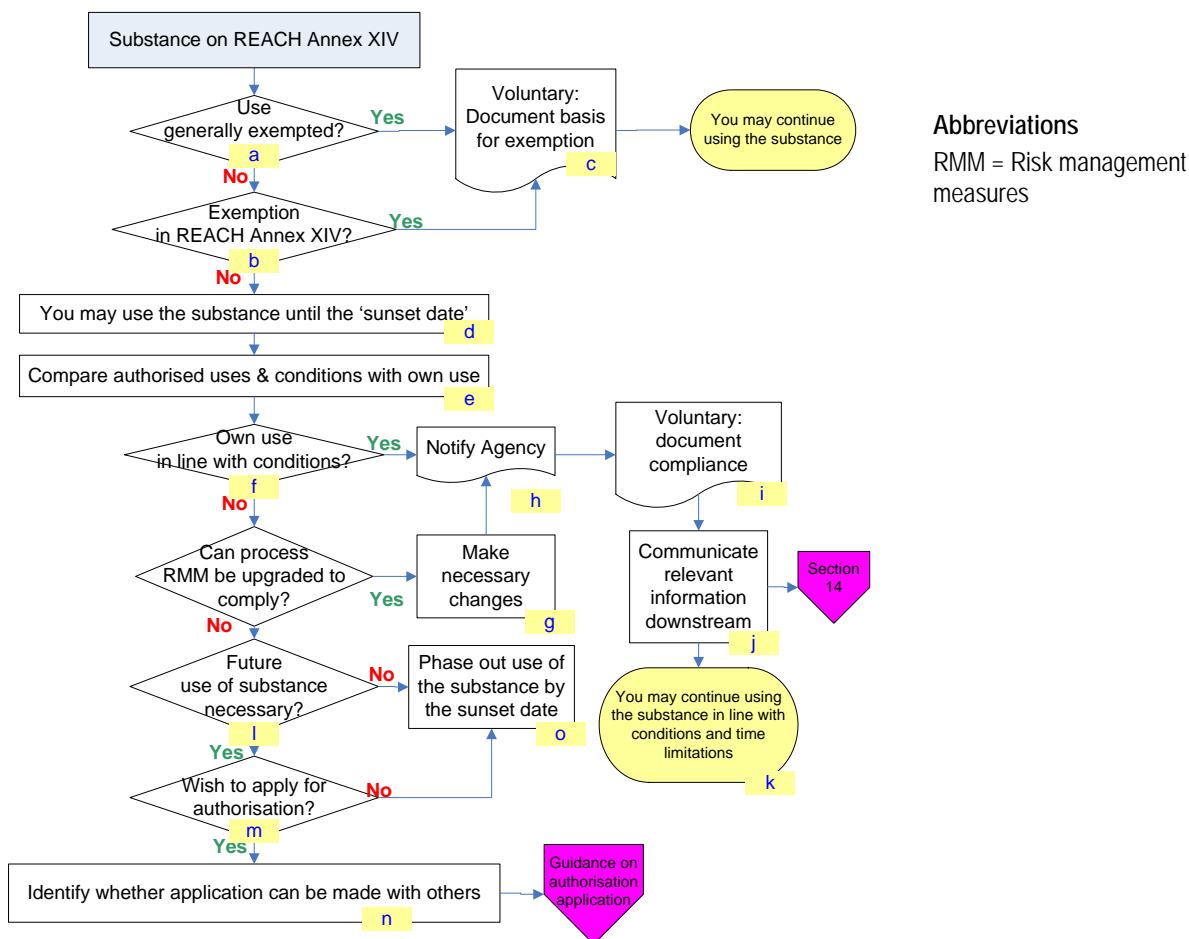 Substance on REACH Annex XIV
Use
generally exempted?
a
Yes
No
Voluntary:
Document basis
for exemption
c
You may continue
using the substance
Abbreviations
RMM = Risk management
measures
Exemption
in REACH Annex XIV?
b
Yes
No
You may use the substance until the ‘sunset date’
d
Compare authorised uses & conditions with own use
e
Own use
in line with conditions?
f
Yes
No
Notify Agency
h
Voluntary:
document
compliance
i
Can process
RMM be upgraded to
comply?
Yes
No
Make
necessary
changes
g
Communicate
relevant
information
downstream
j
Section
14
Future
use of substance
necessary?
l
No
Yes
Phase out use of
the substance by
the sunset date
o
You may continue using
the substance in line with
conditions and time
limitations
k
Wish to apply for
authorisation?
m
No
Yes
Identify whether application can be made with others
n
Guidance on
authorisation
application